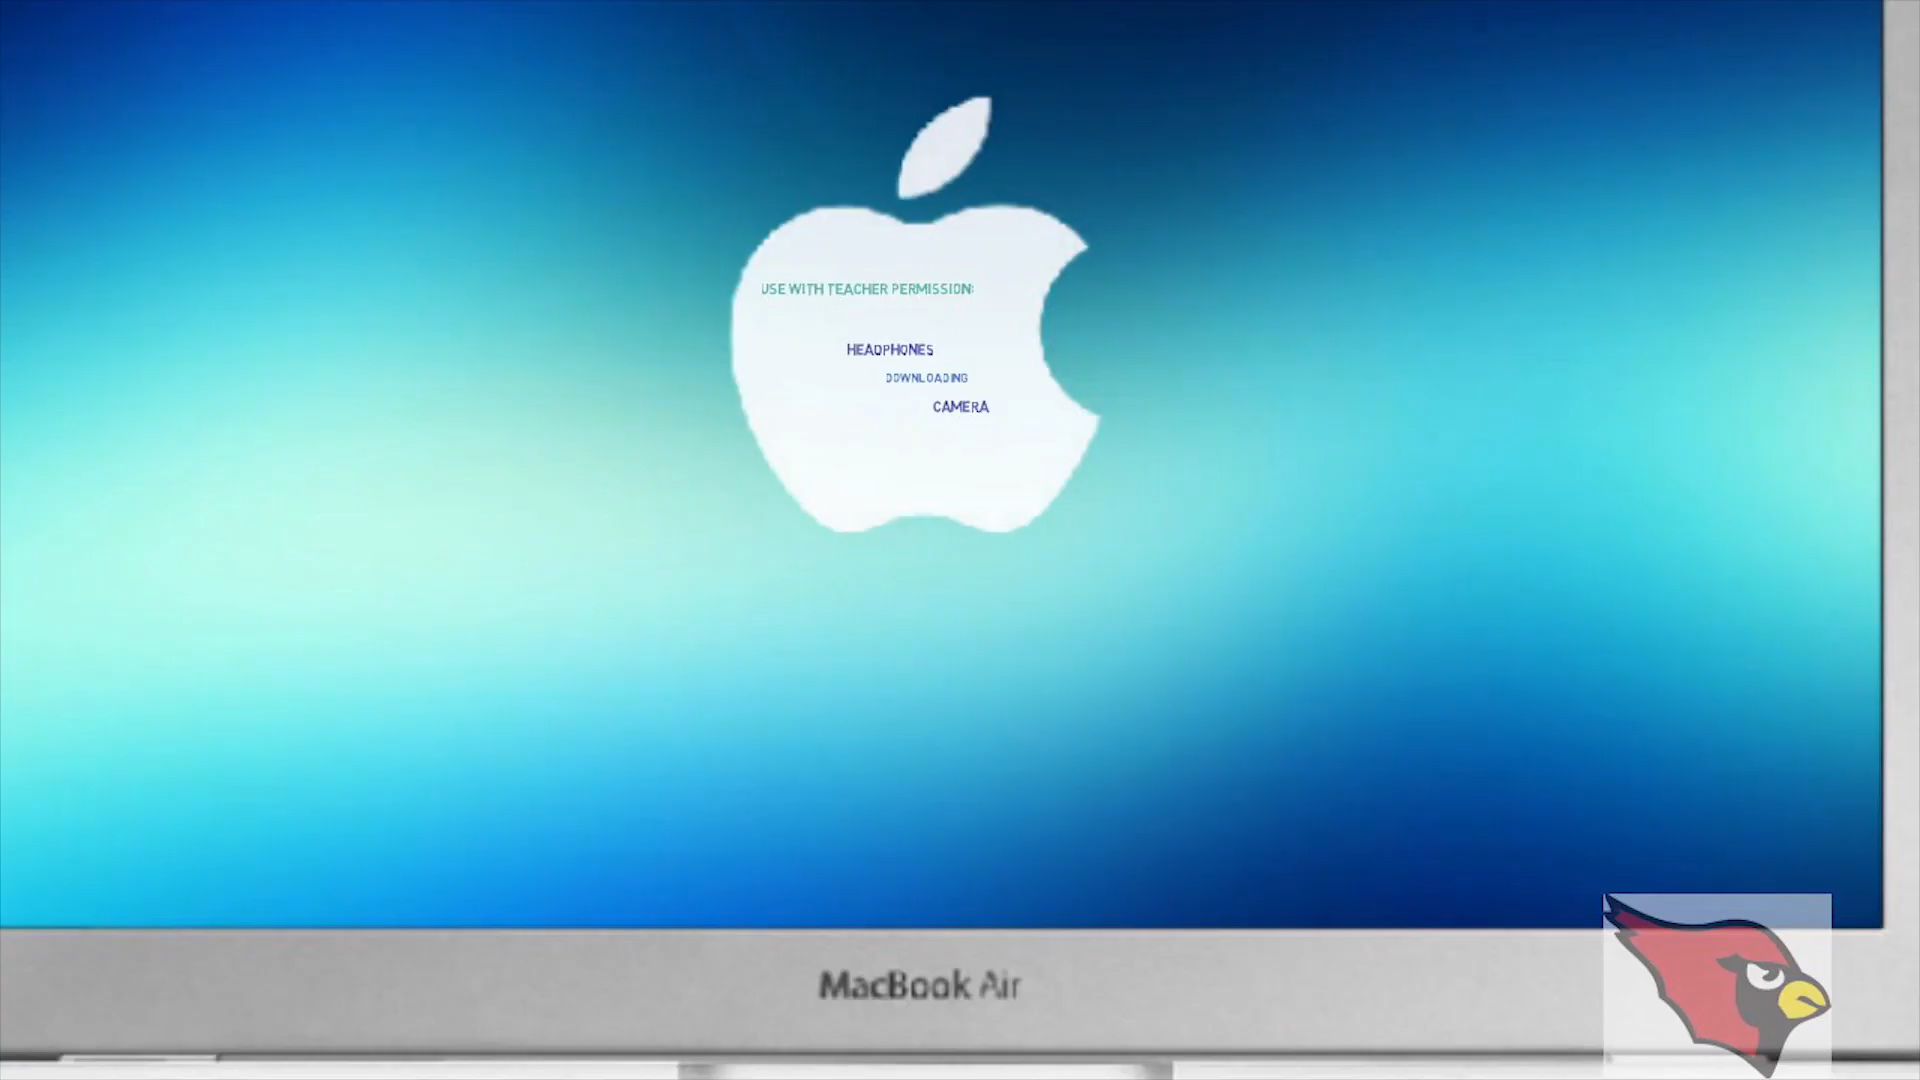 USE WITH TEACHER PERMISSION:
HEADPHONES
DOWNLOADING
CAMERA
MacBook Air